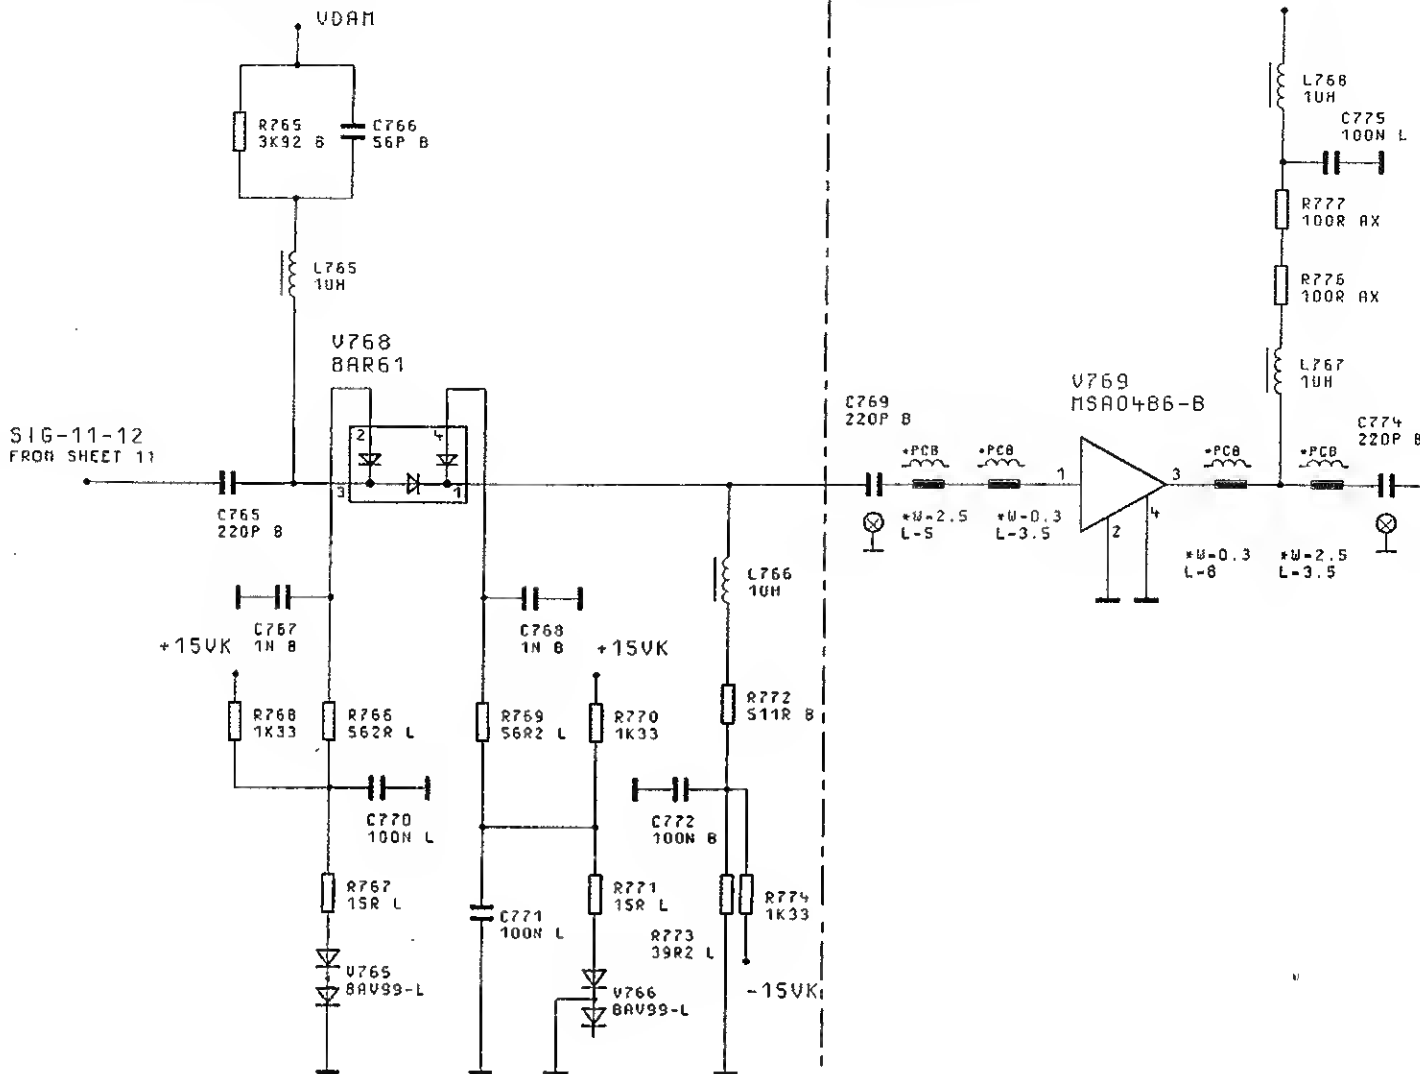 VDAM
R765
3K92 B
C766
56P B
L765
1UH
V768
BAR61
2
4
3
1
SIG-11-12
FROM SHEET 11
C765
220P B
C767
1N B
C768
1N B
+15VK
+15VK
R768
1K33
R766
562R L
R769
56R2 L
R770
1K33
C770
100N L
R767
15R L
V765
BAV99-L
C771
100N L
R771
15R L
V766
BAV99-L
L766
1UH
R772
511R B
C772
100N B
R773
39R2 L
R774
1K33
-15VK
C769
220P B
*PCB
*PCB
*W=2.5
L=5
*W=0.3
L=3.5
V769
MSA0486-B
1
3
2
4
*PCB
*PCB
*W=0.3
L=8
*W=2.5
L=3.5
L768
1UH
C775
100N L
R777
100R AX
R776
100R AX
L767
1UH
C774
220P B